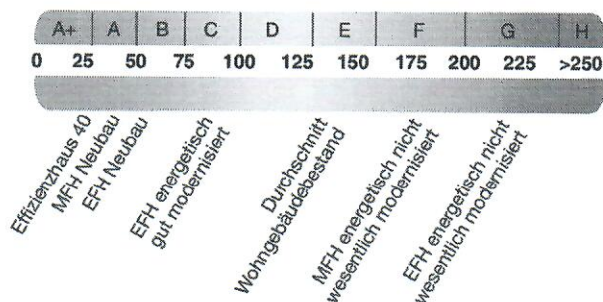 A+ A B C D E F G H
0 25 50 75 100 125 150 175 200 225 >250
Effizienzhaus 40
MFH Neubau
EFH Neubau
EFH energetisch
gut modernisiert
Durchschnitt
Wohngebäudebestand
MFH energetisch nicht
wesentlich modernisiert
EFH energetisch nicht
wesentlich modernisiert